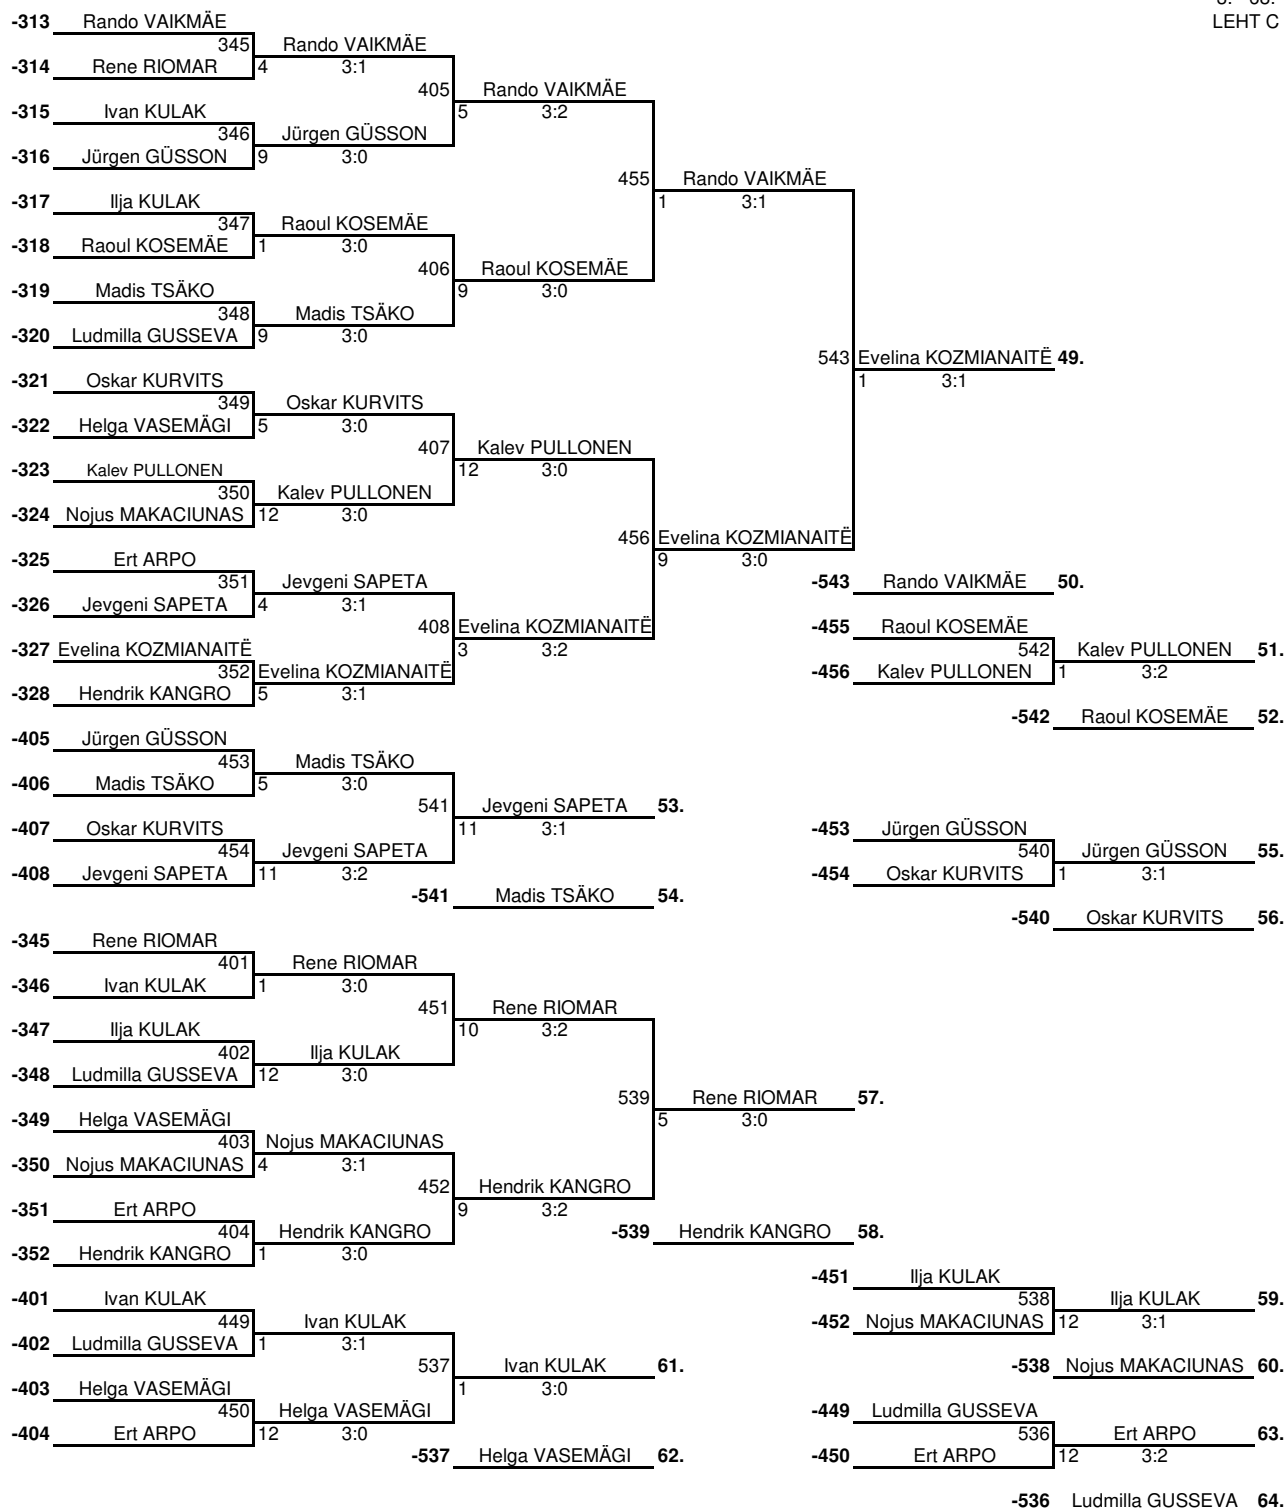 LEHT C
-313 Rando VAIKMÄE
345 Rando VAIKMÄE
-314 Rene RIOMAR 4 3:1
405 Rando VAIKMÄE
-315 Ivan KULAK 5 3:2
346 Jürgen GÜSSON
-316 Jürgen GÜSSON 9 3:0
455 Rando VAIKMÄE
-317 Ilja KULAK 1 3:1
347 Raoul KOSEMÄE
-318 Raoul KOSEMÄE 1 3:0
406 Raoul KOSEMÄE
-319 Madis TSÄKO 9 3:0
348 Madis TSÄKO
-320 Ludmilla GUSSEVA 9 3:0
543 Evelina KOZMIANAITË 49.
-321 Oskar KURVITS 1 3:1
349 Oskar KURVITS
-322 Helga VASEMÄGI 5 3:0
407 Kalev PULLONEN
-323 Kalev PULLONEN 12 3:0
350 Kalev PULLONEN
-324 Nojus MAKACIUNAS 12 3:0
456 Evelina KOZMIANAITË
-325 Ert ARPO 9 3:0
351 Jevgeni SAPETA -543 Rando VAIKMÄE 50.
-326 Jevgeni SAPETA 4 3:1
408 Evelina KOZMIANAITË -455 Raoul KOSEMÄE
-327 Evelina KOZMIANAITË 3 3:2 542 Kalev PULLONEN 51.
352 Evelina KOZMIANAITË -456 Kalev PULLONEN 1 3:2
-328 Hendrik KANGRO 5 3:1
-542 Raoul KOSEMÄE 52.
-405 Jürgen GÜSSON
453 Madis TSÄKO
-406 Madis TSÄKO 5 3:0
541 Jevgeni SAPETA 53.
-407 Oskar KURVITS 11 3:1 -453 Jürgen GÜSSON
454 Jevgeni SAPETA 540 Jürgen GÜSSON 55.
-408 Jevgeni SAPETA 11 3:2 -454 Oskar KURVITS 1 3:1
-541 Madis TSÄKO 54.
-540 Oskar KURVITS 56.
-345 Rene RIOMAR
401 Rene RIOMAR
-346 Ivan KULAK 1 3:0
451 Rene RIOMAR
-347 Ilja KULAK 10 3:2
402 Ilja KULAK
-348 Ludmilla GUSSEVA 12 3:0
539 Rene RIOMAR 57.
-349 Helga VASEMÄGI 5 3:0
403 Nojus MAKACIUNAS
-350 Nojus MAKACIUNAS 4 3:1
452 Hendrik KANGRO
-351 Ert ARPO 9 3:2
404 Hendrik KANGRO -539 Hendrik KANGRO 58.
-352 Hendrik KANGRO 1 3:0
-451 Ilja KULAK
-401 Ivan KULAK 538 Ilja KULAK 59.
449 Ivan KULAK -452 Nojus MAKACIUNAS 12 3:1
-402 Ludmilla GUSSEVA 1 3:1
537 Ivan KULAK 61. -538 Nojus MAKACIUNAS 60.
-403 Helga VASEMÄGI 1 3:0
450 Helga VASEMÄGI -449 Ludmilla GUSSEVA
-404 Ert ARPO 12 3:0 536 Ert ARPO 63.
-537 Helga VASEMÄGI 62. -450 Ert ARPO 12 3:2
-536 Ludmilla GUSSEVA 64.